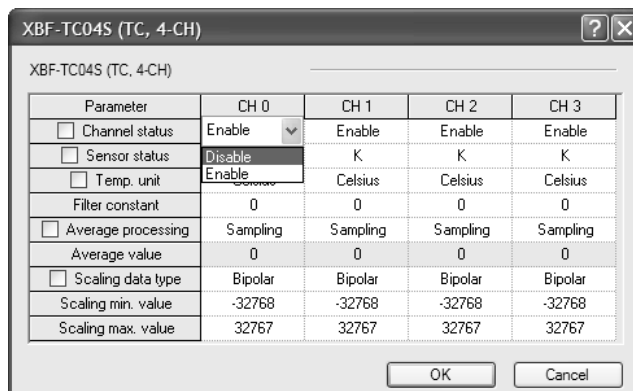 XBF-TC04S (TC, 4-CH)
XBF-TC04S (TC, 4-CH)
Parameter CH 0 CH 1 CH 2 CH 3
Channel status Enable Enable Enable Enable
Sensor status Disable K K K
Enable
Temp. unit Celsius Celsius Celsius Celsius
Filter constant 0 0 0 0
Average processing Sampling Sampling Sampling Sampling
Average value 0 0 0 0
Scaling data type Bipolar Bipolar Bipolar Bipolar
Scaling min. value -32768 -32768 -32768 -32768
Scaling max. value 32767 32767 32767 32767
OK Cancel